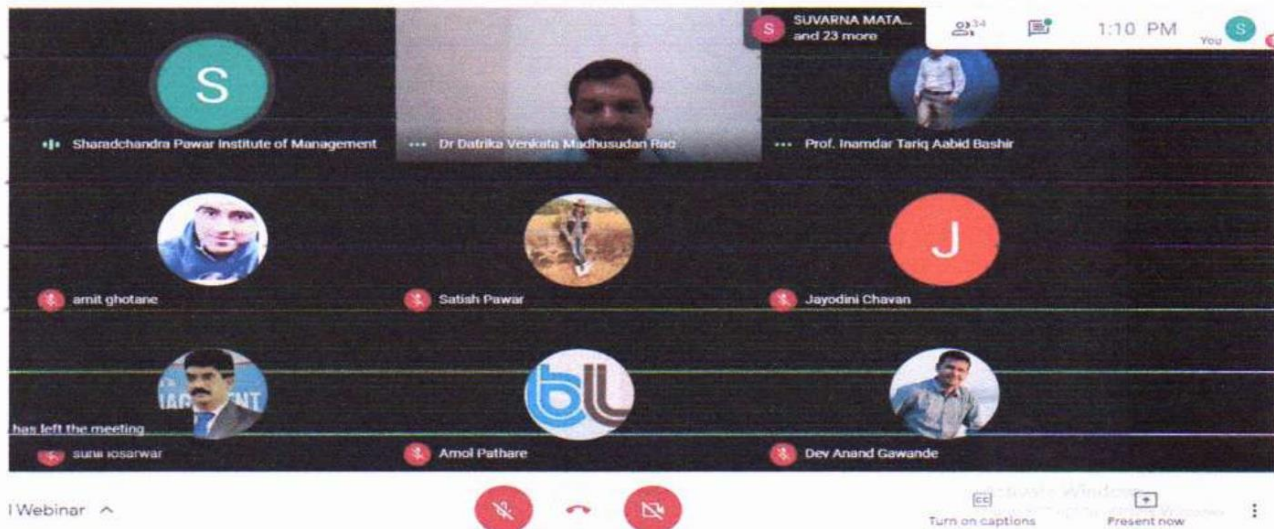 SUVARNA MATA...
and 23 more
34
1:10 PM
You
S
S
S
Sharadchandra Pawar Institute of Management
Dr Datrika Venkata Madhusudan Rao
Prof. Inamdar Tariq Aabid Bashir
amit ghotane
Satish Pawar
J
Jayodini Chavan
has left the meeting
bl
Amol Pathare
Dev Anand Gawande
l Webinar
CC
Turn on captions
Present now